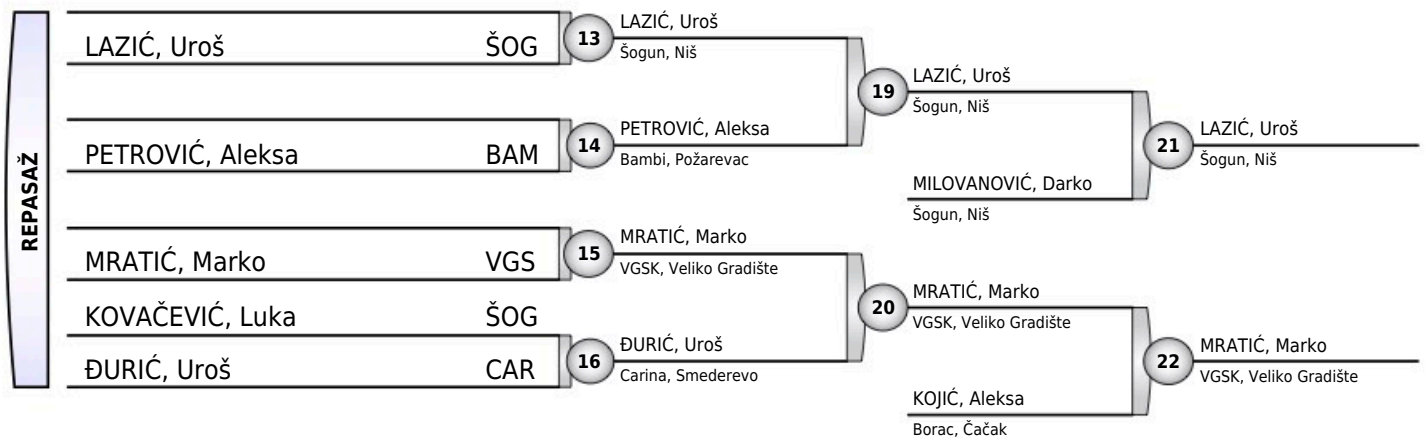 REPASAŽ
LAZIĆ, Uroš ŠOG
PETROVIĆ, Aleksa BAM
MRATIĆ, Marko VGS
KOVAČEVIĆ, Luka ŠOG
ĐURIĆ, Uroš CAR
13
LAZIĆ, Uroš
Šogun, Niš
14
PETROVIĆ, Aleksa
Bambi, Požarevac
15
MRATIĆ, Marko
VGSK, Veliko Gradište
16
ĐURIĆ, Uroš
Carina, Smederevo
19
LAZIĆ, Uroš
Šogun, Niš
MILOVANOVIĆ, Darko
Šogun, Niš
20
MRATIĆ, Marko
VGSK, Veliko Gradište
KOJIĆ, Aleksa
Borac, Čačak
21
LAZIĆ, Uroš
Šogun, Niš
22
MRATIĆ, Marko
VGSK, Veliko Gradište